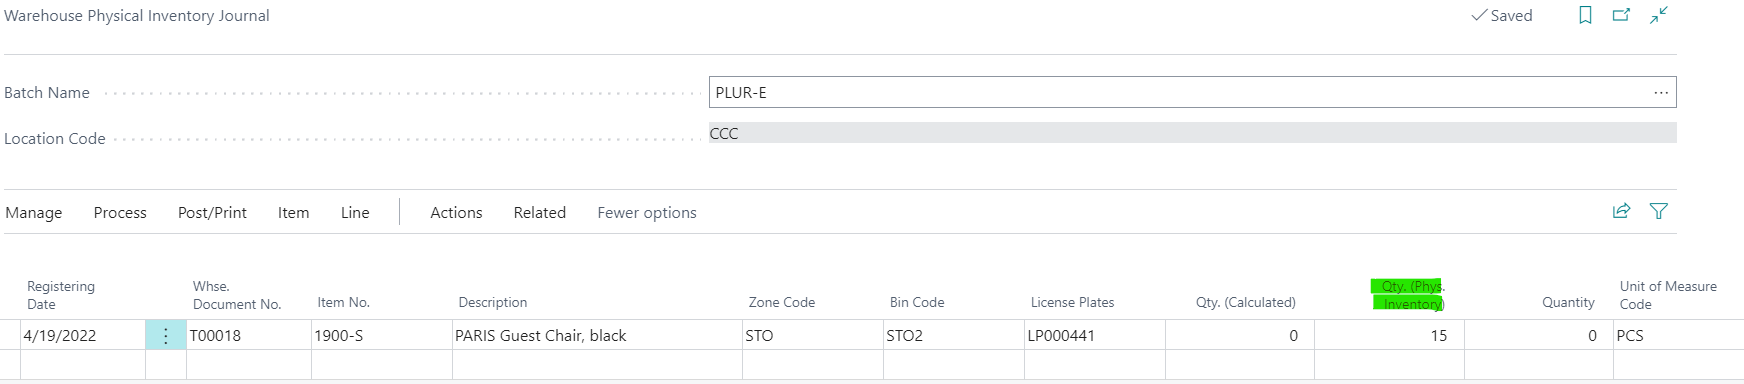 Warehouse Physical Inventory Journal
Saved
Batch Name
PLUR-E
Location Code
CCC
Manage Process Post/Print Item Line Actions Related Fewer options
Registering Date
Whse. Document No.
Item No.
Description
Zone Code
Bin Code
License Plates
Qty. (Calculated)
Qty. (Phys. Inventory)
Quantity
Unit of Measure Code
4/19/2022 T00018 1900-S PARIS Guest Chair, black STO STO2 LP000441 0 15 0 PCS